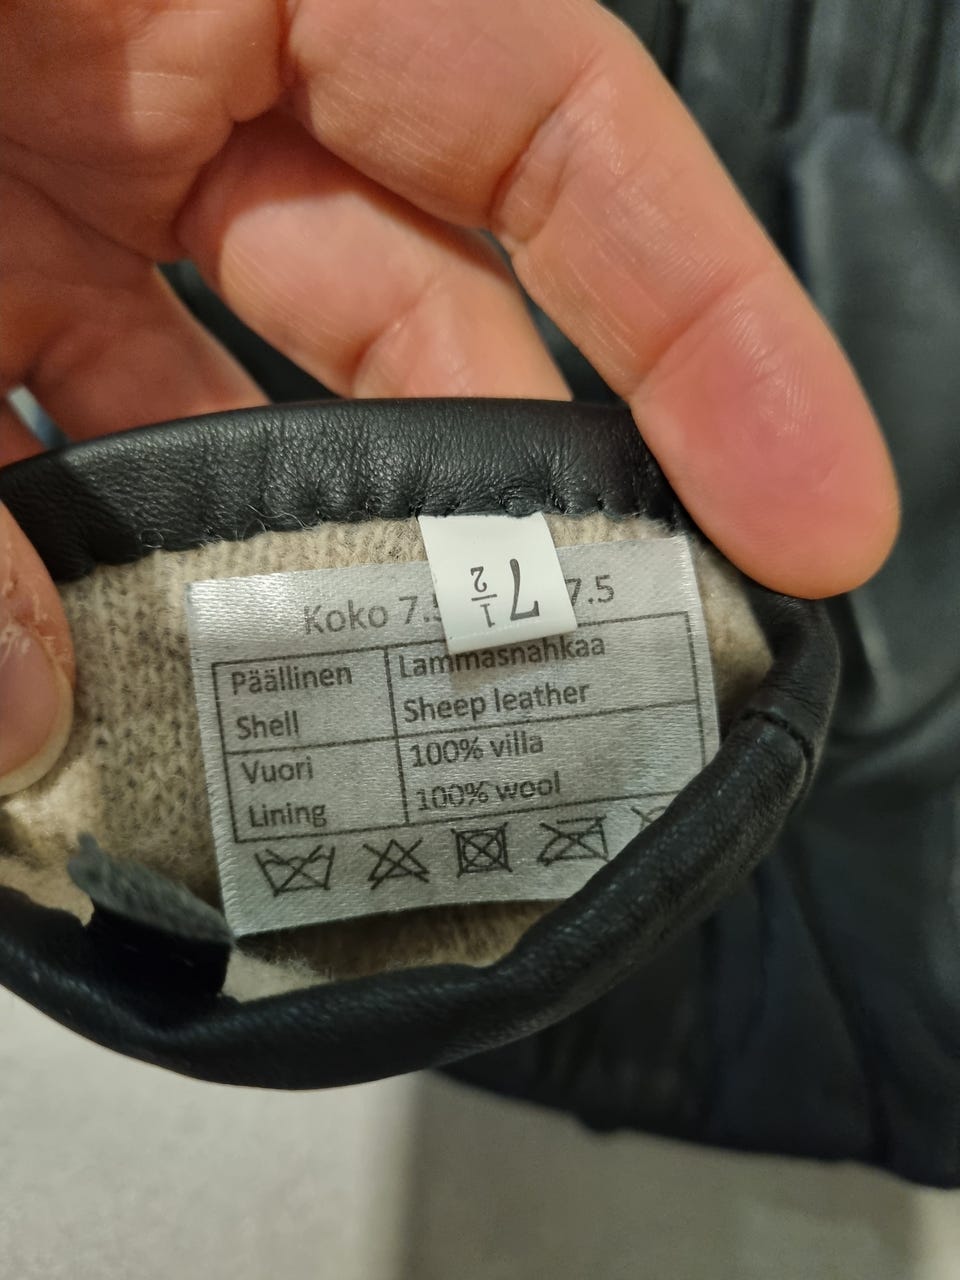 7 1/2
Koko 7.5 7.5
Päällinen Lammasnahkaa
Shell Sheep leather
Vuori 100% villa
Lining 100% wool